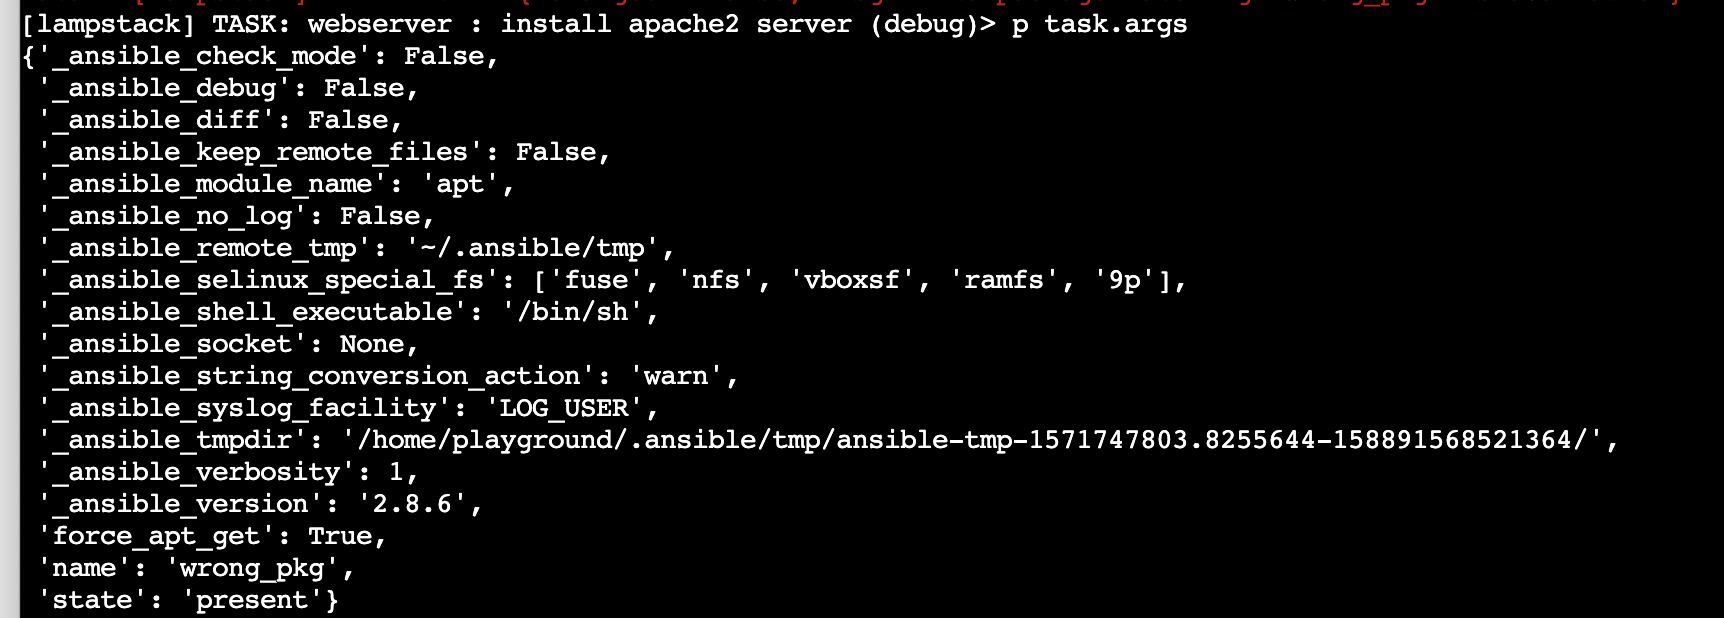 [lampstack] TASK: webserver : install apache2 server (debug)> p task.args
{'_ansible_check_mode': False,
 '_ansible_debug': False,
 '_ansible_diff': False,
 '_ansible_keep_remote_files': False,
 '_ansible_module_name': 'apt',
 '_ansible_no_log': False,
 '_ansible_remote_tmp': '~/.ansible/tmp',
 '_ansible_selinux_special_fs': ['fuse', 'nfs', 'vboxsf', 'ramfs', '9p'],
 '_ansible_shell_executable': '/bin/sh',
 '_ansible_socket': None,
 '_ansible_string_conversion_action': 'warn',
 '_ansible_syslog_facility': 'LOG_USER',
 '_ansible_tmpdir': '/home/playground/.ansible/tmp/ansible-tmp-1571747803.8255644-158891568521364/',
 '_ansible_verbosity': 1,
 '_ansible_version': '2.8.6',
 'force_apt_get': True,
 'name': 'wrong_pkg',
 'state': 'present'}